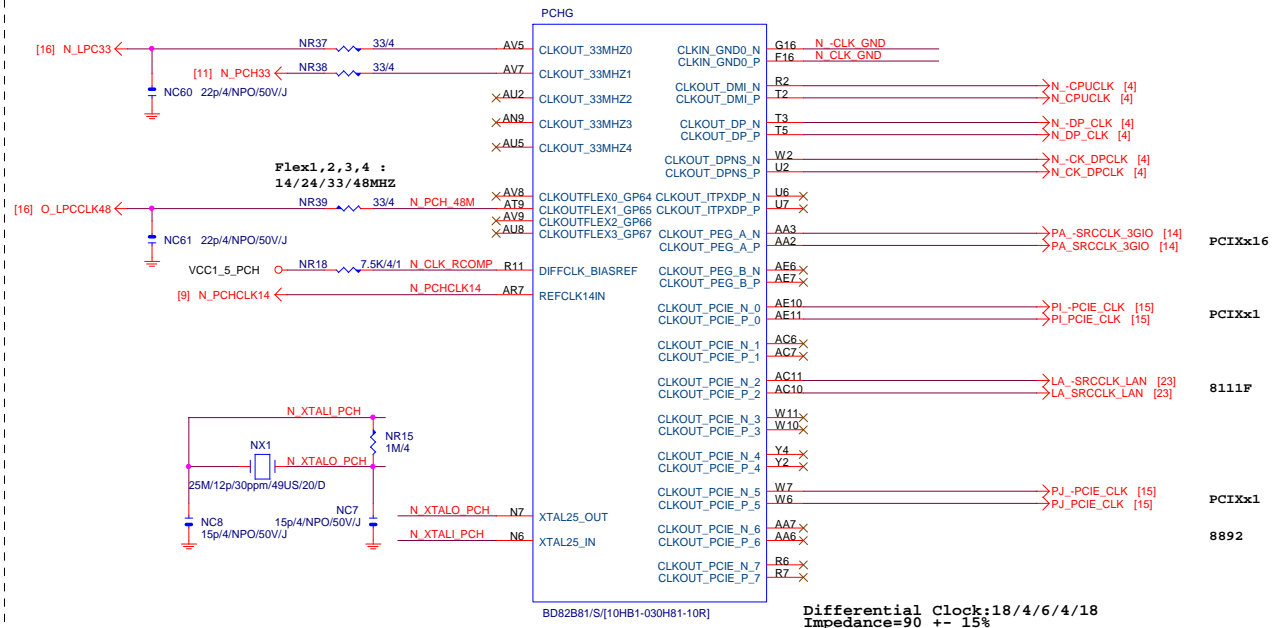 PCHG
[16] N_LPC33
NR37 33/4
AV5 CLKOUT_33MHZ0
[11] N_PCH33
NR38 33/4
AV7 CLKOUT_33MHZ1
NC60 22p/4/NPO/50V/J
AU2 CLKOUT_33MHZ2
AN9 CLKOUT_33MHZ3
AU5 CLKOUT_33MHZ4
Flex1,2,3,4 :
14/24/33/48MHZ
[16] O_LPCCLK48
NR39 33/4 N_PCH_48M
AV8 CLKOUTFLEX0_GP64
AT9 CLKOUTFLEX1_GP65
AV9 CLKOUTFLEX2_GP66
AU8 CLKOUTFLEX3_GP67
NC61 22p/4/NPO/50V/J
VCC1_5_PCH NR18 7.5K/4/1 N_CLK_RCOMP R11 DIFFCLK_BIASREF
[9] N_PCHCLK14 N_PCHCLK14 AR7 REFCLK14IN
N_XTALI_PCH
NR15
1M/4
NX1
N_XTALO_PCH
25M/12p/30ppm/49US/20/D
NC8
15p/4/NPO/50V/J
NC7
15p/4/NPO/50V/J
N_XTALO_PCH N7 XTAL25_OUT
N_XTALI_PCH N6 XTAL25_IN
CLKIN_GND0_N G16 N_-CLK_GND
CLKIN_GND0_P F16 N_CLK_GND
CLKOUT_DMI_N R2 N_-CPUCLK [4]
CLKOUT_DMI_P T2 N_CPUCLK [4]
CLKOUT_DP_N T3 N_-DP_CLK [4]
CLKOUT_DP_P T5 N_DP_CLK [4]
CLKOUT_DPNS_N W2 N_-CK_DPCLK [4]
CLKOUT_DPNS_P U2 N_CK_DPCLK [4]
CLKOUT_ITPXDP_N U6
CLKOUT_ITPXDP_P U7
CLKOUT_PEG_A_N AA3 PA_-SRCCLK_3GIO [14]
CLKOUT_PEG_A_P AA2 PA_SRCCLK_3GIO [14]
PCIXx16
CLKOUT_PEG_B_N AE6
CLKOUT_PEG_B_P AE7
CLKOUT_PCIE_N_0 AE10 PI_-PCIE_CLK [15]
CLKOUT_PCIE_P_0 AE11 PI_PCIE_CLK [15]
PCIXx1
CLKOUT_PCIE_N_1 AC6
CLKOUT_PCIE_P_1 AC7
CLKOUT_PCIE_N_2 AC11 LA_-SRCCLK_LAN [23]
CLKOUT_PCIE_P_2 AC10 LA_SRCCLK_LAN [23]
8111F
CLKOUT_PCIE_N_3 W11
CLKOUT_PCIE_P_3 W10
CLKOUT_PCIE_N_4 Y4
CLKOUT_PCIE_P_4 Y2
CLKOUT_PCIE_N_5 W7 PJ_-PCIE_CLK [15]
CLKOUT_PCIE_P_5 W6 PJ_PCIE_CLK [15]
PCIXx1
CLKOUT_PCIE_N_6 AA7
CLKOUT_PCIE_P_6 AA6
8892
CLKOUT_PCIE_N_7 R6
CLKOUT_PCIE_P_7 R7
BD82B81/S/[10HB1-030H81-10R]
Differential Clock:18/4/6/4/18
Impedance=90 +- 15%